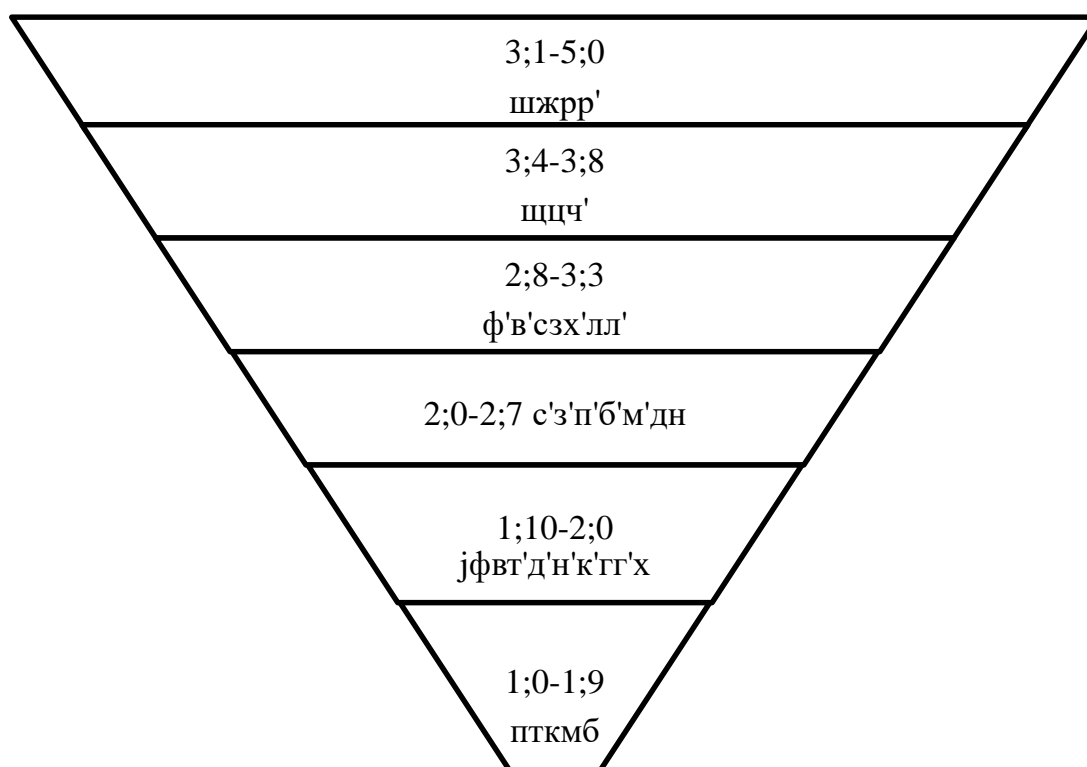 3;1-5;0
шжрр'
3;4-3;8
щцч'
2;8-3;3
ф'в'сзх'лл'
2;0-2;7 с'з'п'б'м'дн
1;10-2;0
јфвт'д'н'к'гг'х
1;0-1;9
пткмб